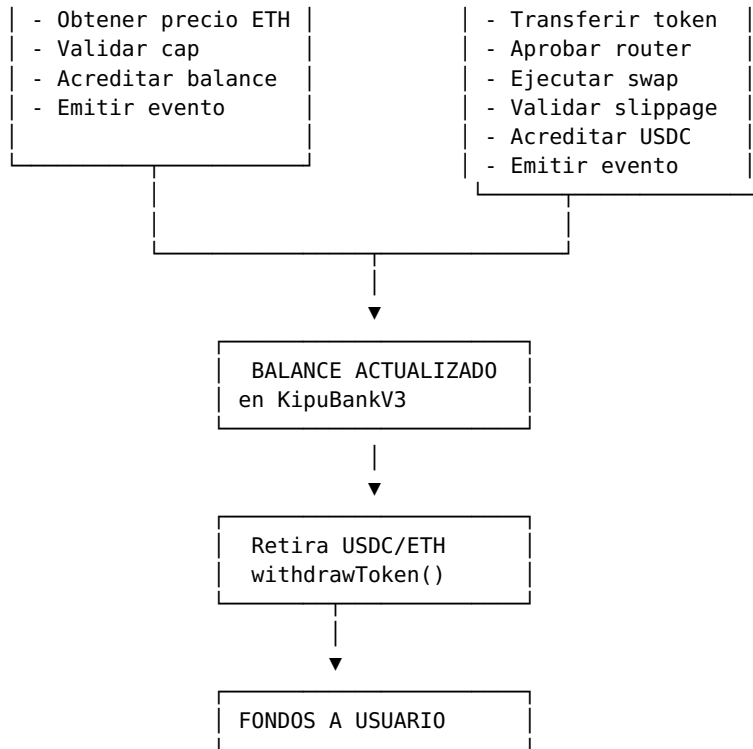 - Obtener precio ETH
- Validar cap
- Acreditar balance
- Emitir evento
- Transferir token
- Aprobar router
- Ejecutar swap
- Validar slippage
- Acreditar USDC
- Emitir evento
BALANCE ACTUALIZADO
en KipuBankV3
Retira USDC/ETH
withdrawToken()
FONDOS A USUARIO